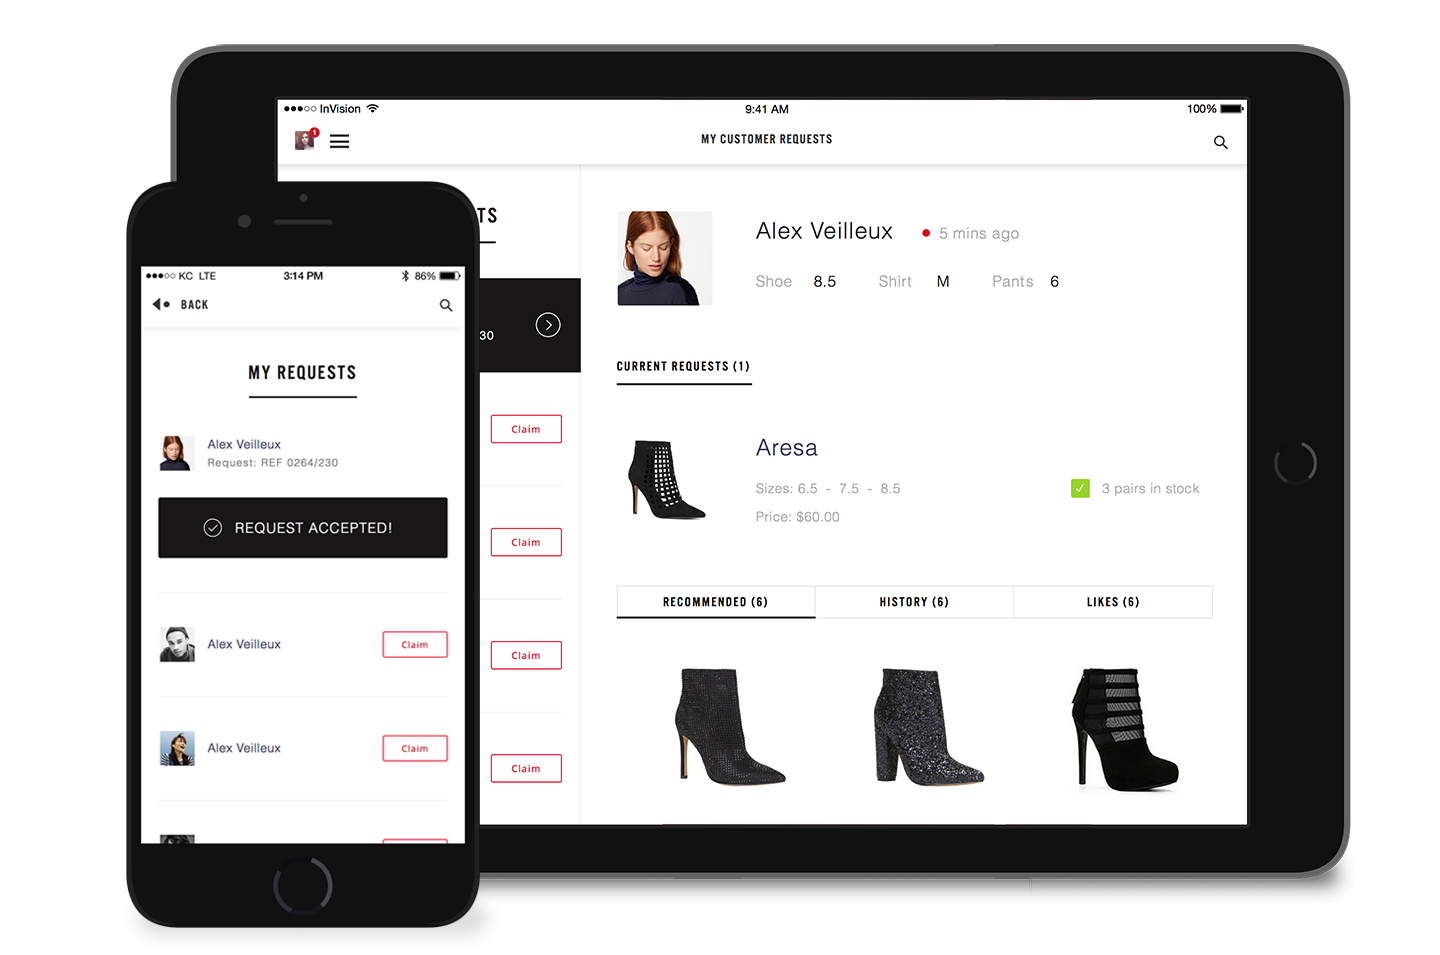 InVision
9:41 AM
100%
1
MY CUSTOMER REQUESTS
TS
30
Claim
Claim
Claim
Claim
Alex Veilleux
5 mins ago
Shoe 8.5 Shirt M Pants 6
CURRENT REQUESTS (1)
Aresa
Sizes: 6.5 - 7.5 - 8.5
3 pairs in stock
Price: $60.00
RECOMMENDED (6)
HISTORY (6)
LIKES (6)
KC LTE
3:14 PM
86%
BACK
MY REQUESTS
Alex Veilleux
Request: REF 0264/230
REQUEST ACCEPTED!
Alex Veilleux
Claim
Alex Veilleux
Claim